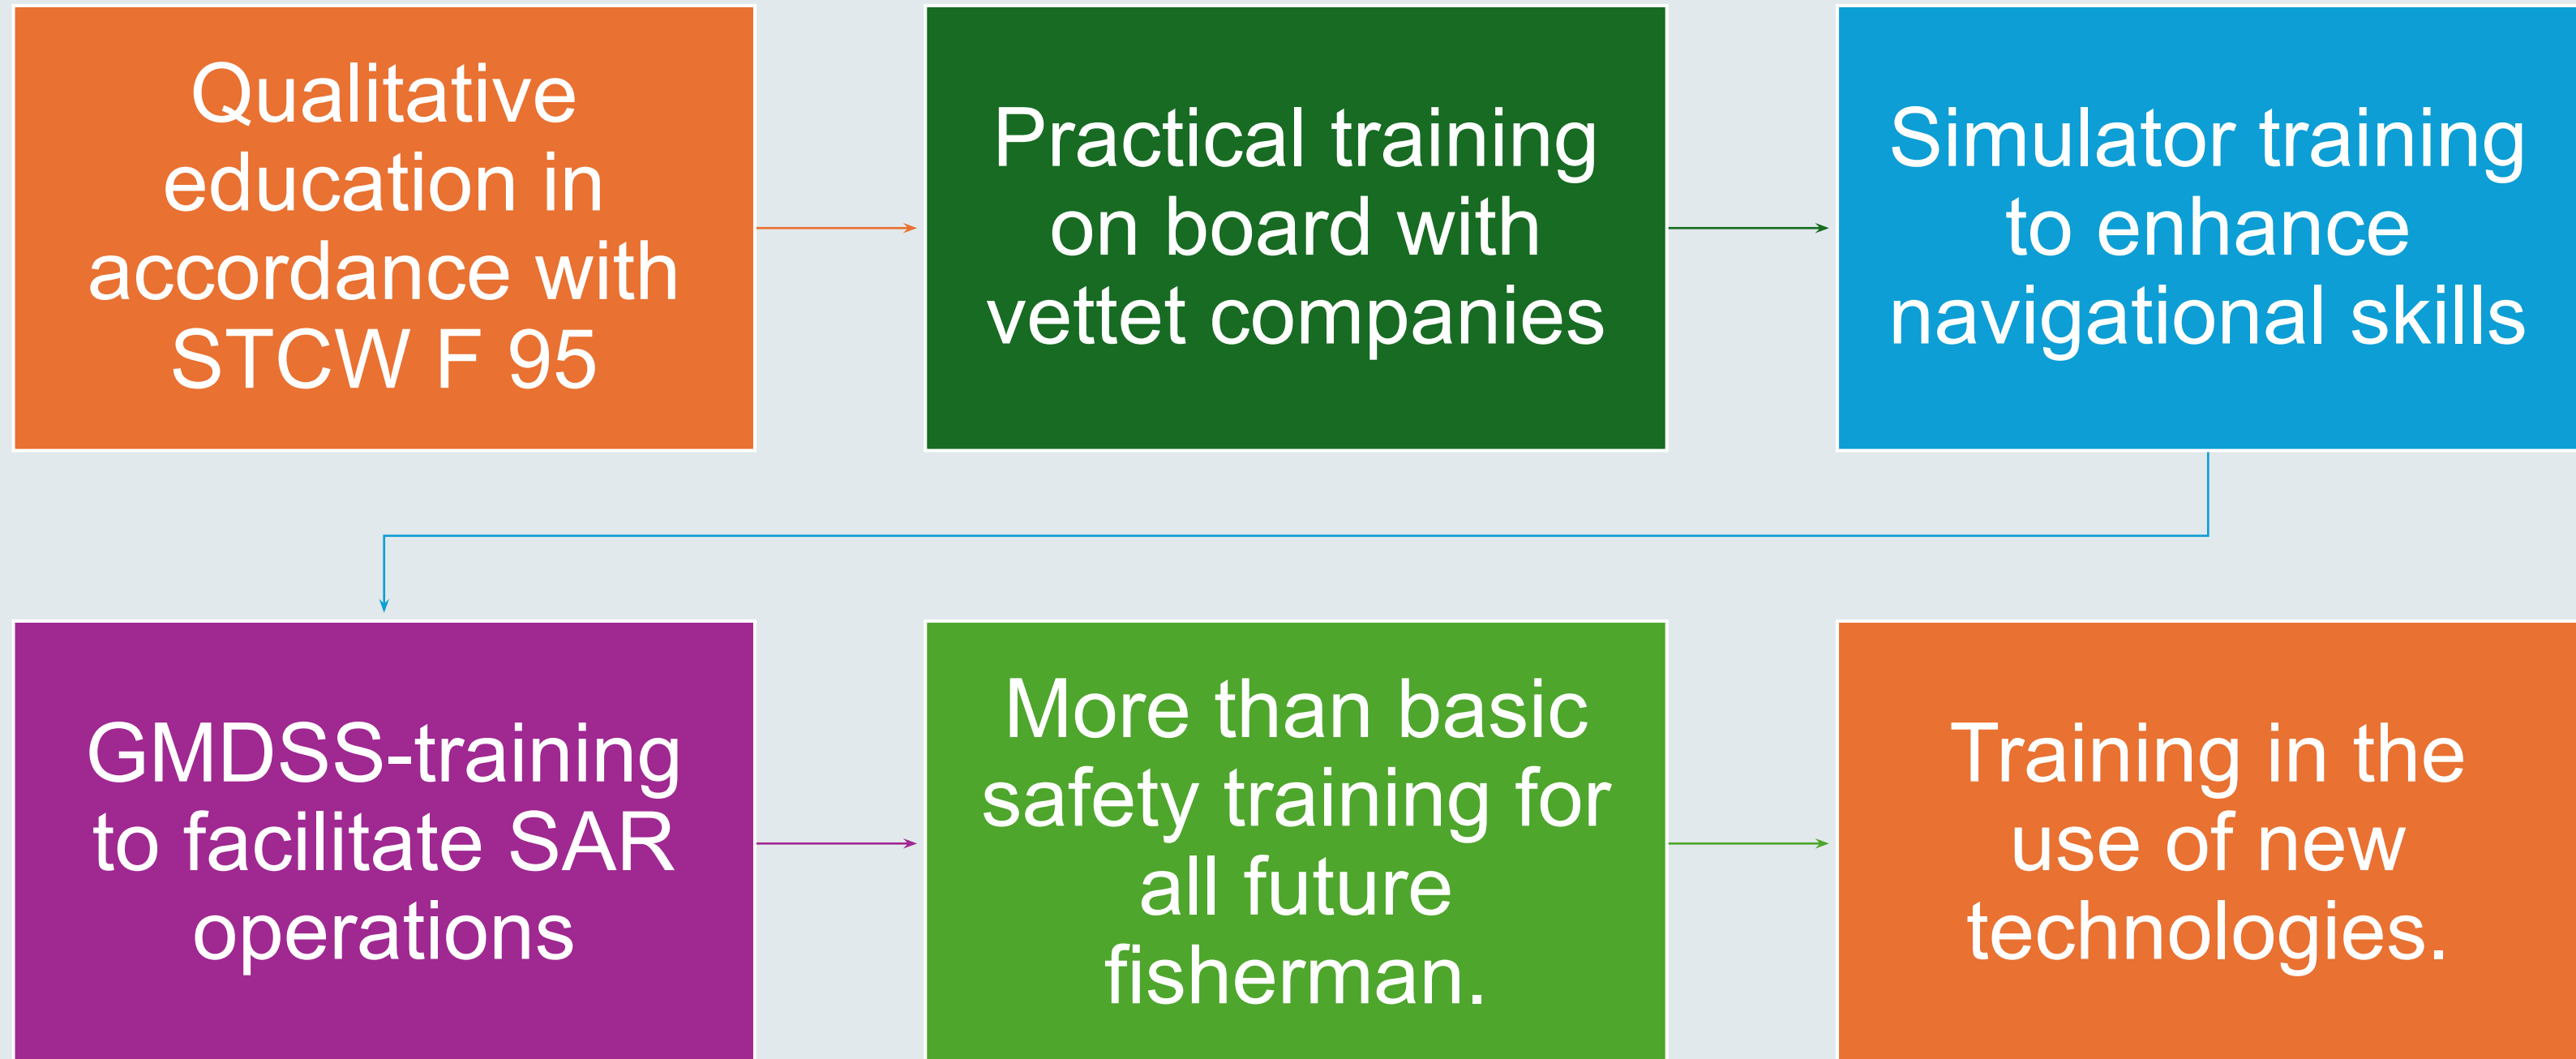 Qualitative
education in
accordance with
STCW F 95
Practical training
on board with
vettet companies
Simulator training
to enhance
navigational skills
GMDSS-training
to facilitate SAR
operations
More than basic
safety training for
all future
fisherman.
Training in the
use of new
technologies.